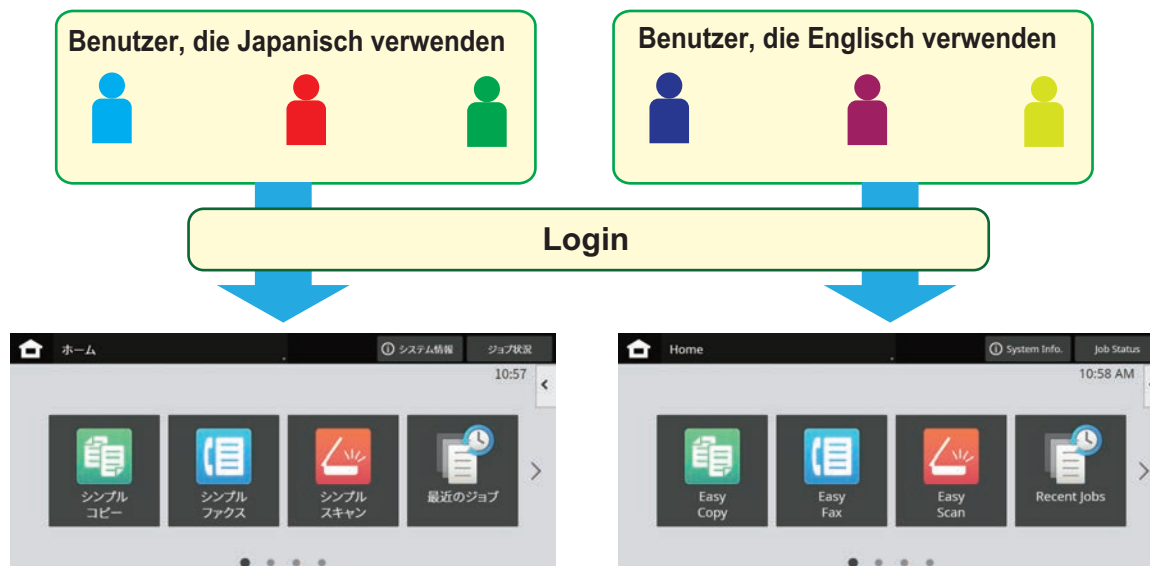 Benutzer, die Japanisch verwenden
Benutzer, die Englisch verwenden
Login
ホーム
システム情報
ジョブ状況
10:57
シンプル
コピー
シンプル
ファクス
シンプル
スキャン
最近のジョブ
Home
System Info.
Job Status
10:58 AM
Easy
Copy
Easy
Fax
Easy
Scan
Recent Jobs